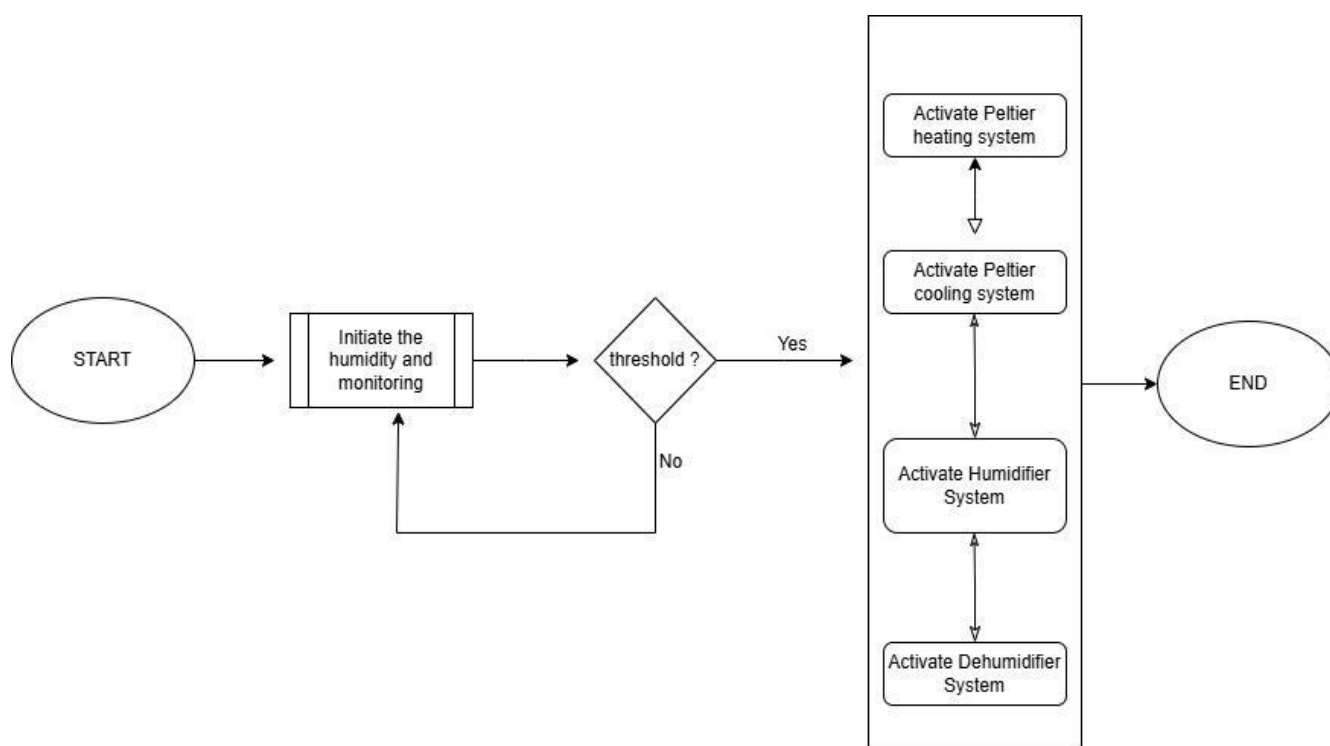 START
Initiate the
humidity and
monitoring
threshold ?
Yes
No
Activate Peltier
heating system
Activate Peltier
cooling system
Activate Humidifier
System
Activate Dehumidifier
System
END